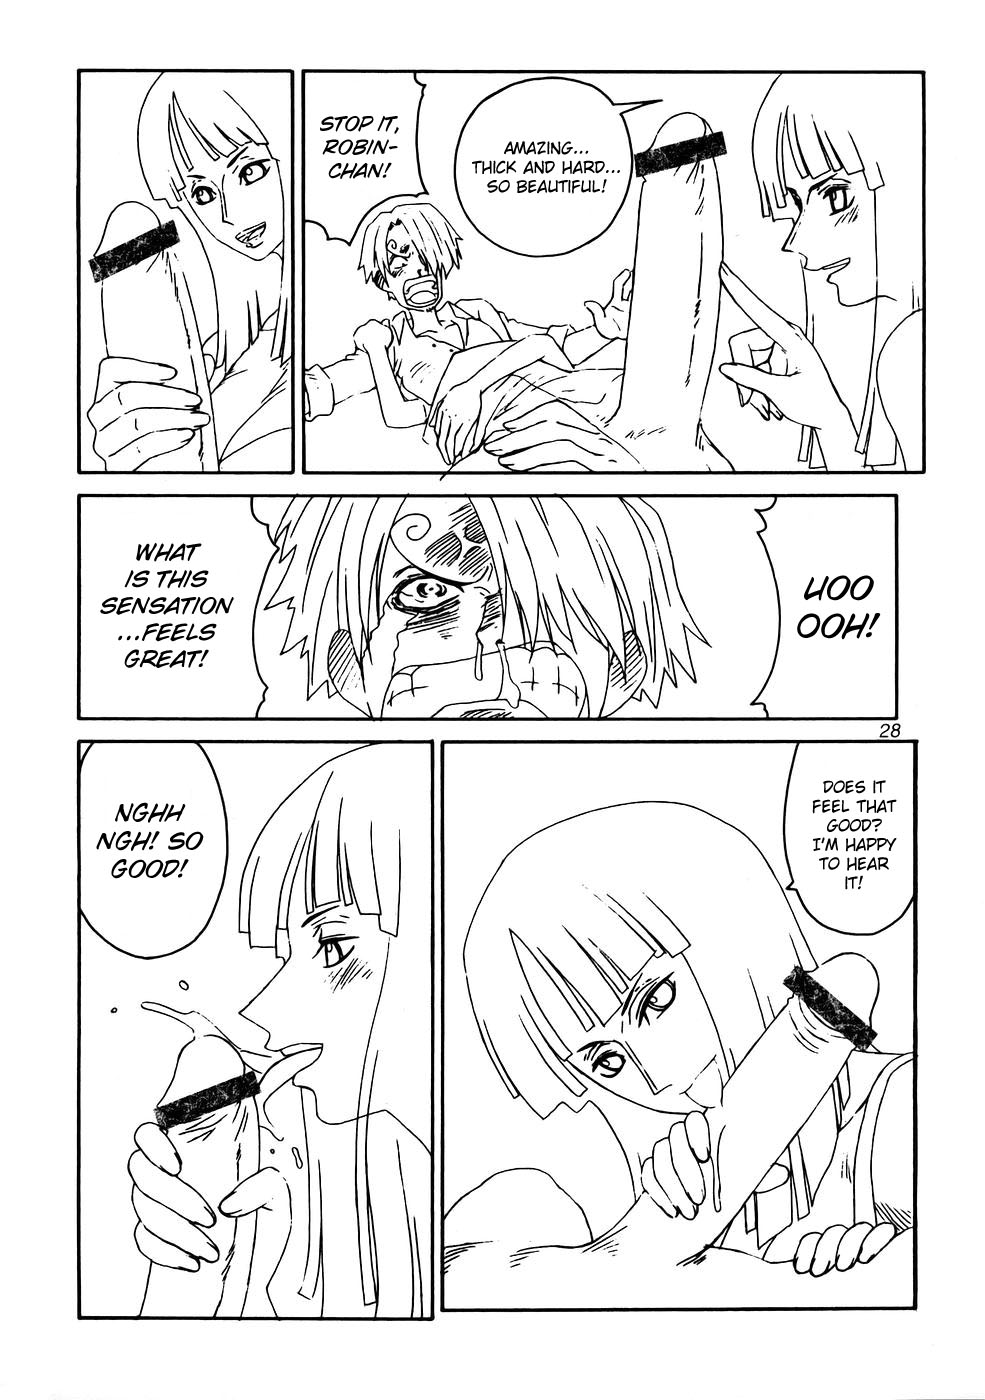 STOP IT,
ROBIN-
CHAN!
AMAZING...
THICK AND HARD...
SO BEAUTIFUL!
WHAT
IS THIS
SENSATION
...FEELS
GREAT!
UOO
OOH!
28
NGHH
NGH! SO
GOOD!
DOES IT
FEEL THAT
GOOD?
I'M HAPPY
TO HEAR
IT!